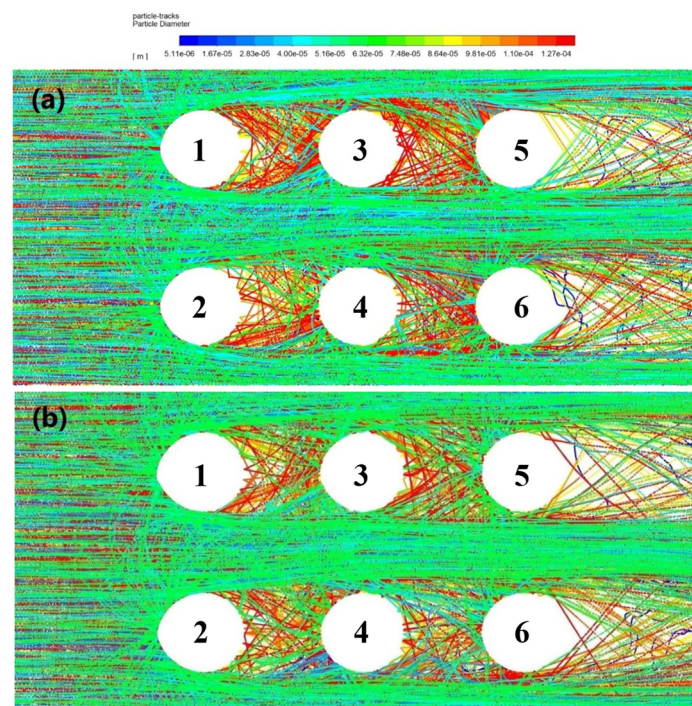 particle-tracks
Particle Diameter
[ m ] 5.11e-06 1.67e-05 2.83e-05 4.00e-05 5.16e-05 6.32e-05 7.48e-05 8.64e-05 9.81e-05 1.10e-04 1.27e-04
(a)
1 3 5
2 4 6
(b)
1 3 5
2 4 6